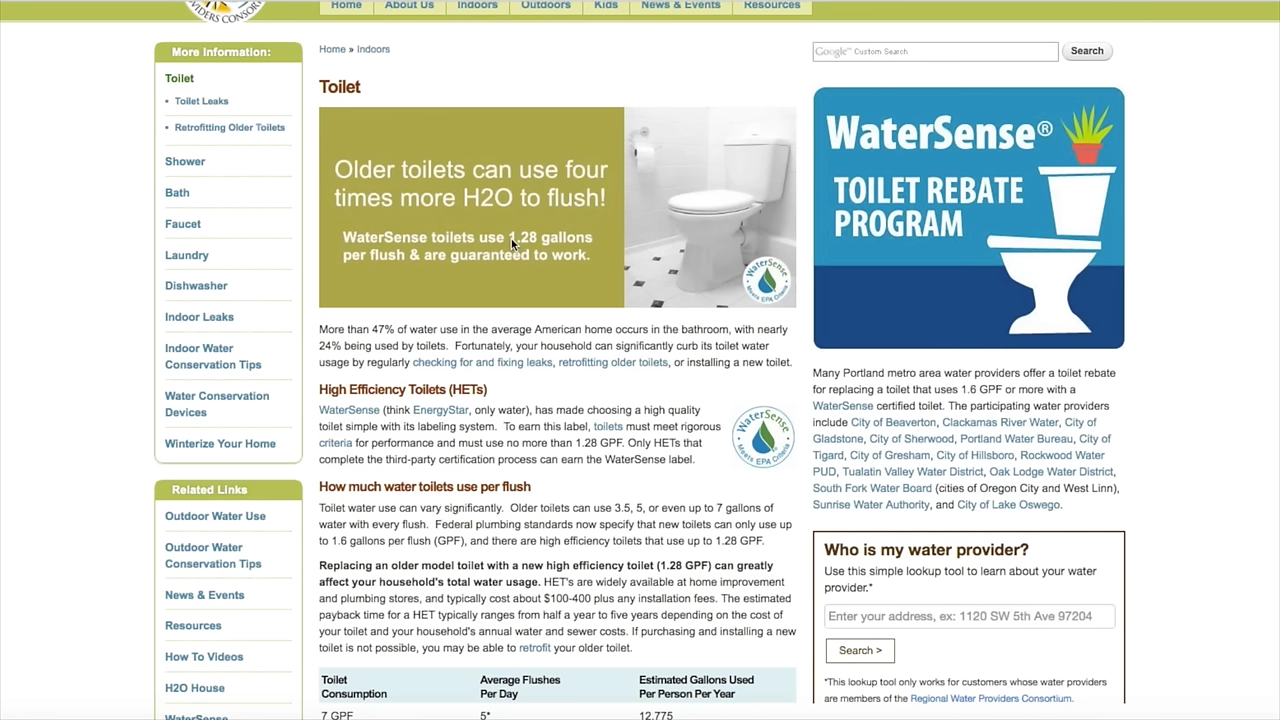 VIDERS CONSOR
Home
About Us
Indoors
Outdoors
Kids
News & Events
Resources
More Information:
Toilet
• Toilet Leaks
• Retrofitting Older Toilets
Shower
Bath
Faucet
Laundry
Dishwasher
Indoor Leaks
Indoor Water
Conservation Tips
Water Conservation
Devices
Winterize Your Home
Related Links
Outdoor Water Use
Outdoor Water
Conservation Tips
News & Events
Resources
How To Videos
H2O House
WaterSense
Home » Indoors
Toilet
Older toilets can use four
times more H2O to flush!
WaterSense toilets use 1.28 gallons
per flush & are guaranteed to work.
WaterSense
Meets EPA Criteria
More than 47% of water use in the average American home occurs in the bathroom, with nearly
24% being used by toilets. Fortunately, your household can significantly curb its toilet water
usage by regularly checking for and fixing leaks, retrofitting older toilets, or installing a new toilet.
High Efficiency Toilets (HETs)
WaterSense (think EnergyStar, only water), has made choosing a high quality
toilet simple with its labeling system. To earn this label, toilets must meet rigorous
criteria for performance and must use no more than 1.28 GPF. Only HETs that
complete the third-party certification process can earn the WaterSense label.
WaterSense
Meets EPA Criteria
How much water toilets use per flush
Toilet water use can vary significantly. Older toilets can use 3.5, 5, or even up to 7 gallons of
water with every flush. Federal plumbing standards now specify that new toilets can only use up
to 1.6 gallons per flush (GPF), and there are high efficiency toilets that use up to 1.28 GPF.
Replacing an older model toilet with a new high efficiency toilet (1.28 GPF) can greatly
affect your household's total water usage. HET's are widely available at home improvement
and plumbing stores, and typically cost about $100-400 plus any installation fees. The estimated
payback time for a HET typically ranges from half a year to five years depending on the cost of
your toilet and your household's annual water and sewer costs. If purchasing and installing a new
toilet is not possible, you may be able to retrofit your older toilet.
Toilet
Consumption
Average Flushes
Per Day
Estimated Gallons Used
Per Person Per Year
7 GPF
5*
12,775
Google™ Custom Search
Search
WaterSense®
TOILET REBATE
PROGRAM
Many Portland metro area water providers offer a toilet rebate
for replacing a toilet that uses 1.6 GPF or more with a
WaterSense certified toilet. The participating water providers
include City of Beaverton, Clackamas River Water, City of
Gladstone, City of Sherwood, Portland Water Bureau, City of
Tigard, City of Gresham, City of Hillsboro, Rockwood Water
PUD, Tualatin Valley Water District, Oak Lodge Water District,
South Fork Water Board (cities of Oregon City and West Linn),
Sunrise Water Authority, and City of Lake Oswego.
Who is my water provider?
Use this simple lookup tool to learn about your water
provider.*
Enter your address, ex: 1120 SW 5th Ave 97204
Search >
*This lookup tool only works for customers whose water providers
are members of the Regional Water Providers Consortium.